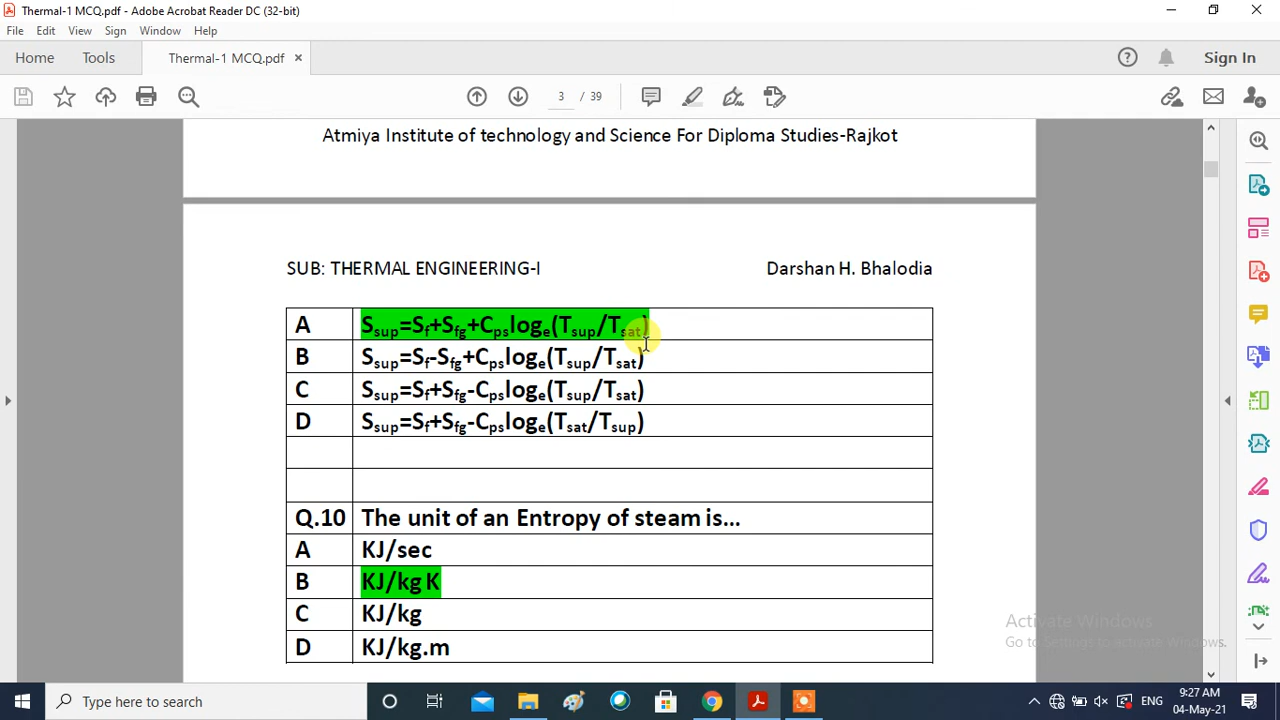 Thermal-1 MCQ.pdf - Adobe Acrobat Reader DC (32-bit)
File Edit View Sign Window Help
Home Tools Thermal-1 MCQ.pdf × Sign In
3 / 39
Atmiya Institute of technology and Science For Diploma Studies-Rajkot
SUB: THERMAL ENGINEERING-I Darshan H. Bhalodia
A Ssup=Sf+Sfg+Cpsloge(Tsup/Tsat)
B Ssup=Sf-Sfg+Cpsloge(Tsup/Tsat)
C Ssup=Sf+Sfg-Cpsloge(Tsup/Tsat)
D Ssup=Sf+Sfg-Cpsloge(Tsat/Tsup)
Q.10 The unit of an Entropy of steam is...
A KJ/sec
B KJ/kg K
C KJ/kg
D KJ/kg.m
Activate Windows
Go to Settings to activate Windows.
Type here to search
ENG
9:27 AM
04-May-21